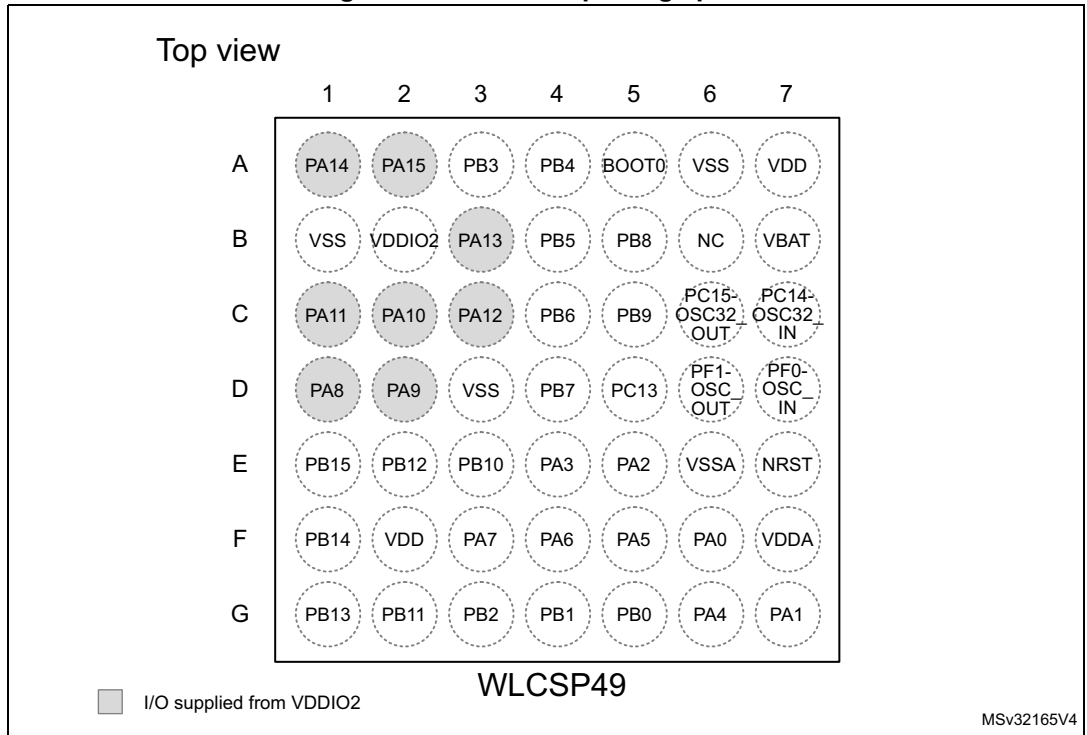 Top view
1 2 3 4 5 6 7
A PA14 PA15 PB3 PB4 BOOT0 VSS VDD
B VSS VDDIO2 PA13 PB5 PB8 NC VBAT
C PA11 PA10 PA12 PB6 PB9 PC15-OSC32_OUT PC14-OSC32_IN
D PA8 PA9 VSS PB7 PC13 PF1-OSC_OUT PF0-OSC_IN
E PB15 PB12 PB10 PA3 PA2 VSSA NRST
F PB14 VDD PA7 PA6 PA5 PA0 VDDA
G PB13 PB11 PB2 PB1 PB0 PA4 PA1
WLCSP49
I/O supplied from VDDIO2
MSv32165V4